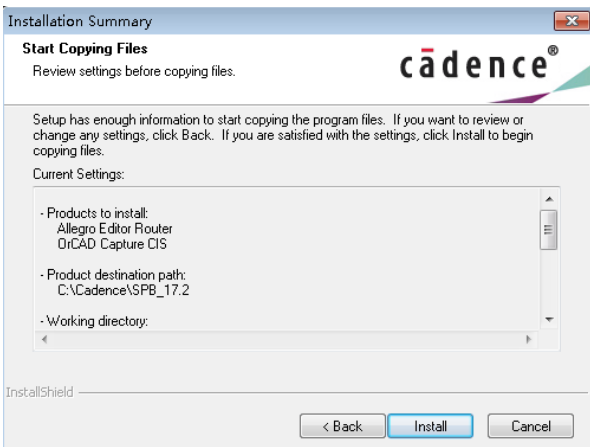 Installation Summary
Start Copying Files
Review settings before copying files.
cādence®
Setup has enough information to start copying the program files. If you want to review or
change any settings, click Back. If you are satisfied with the settings, click Install to begin
copying files.
Current Settings:
- Products to install:
Allegro Editor Router
OrCAD Capture CIS
- Product destination path:
C:\Cadence\SPB_17.2
- Working directory:
InstallShield
< Back
Install
Cancel